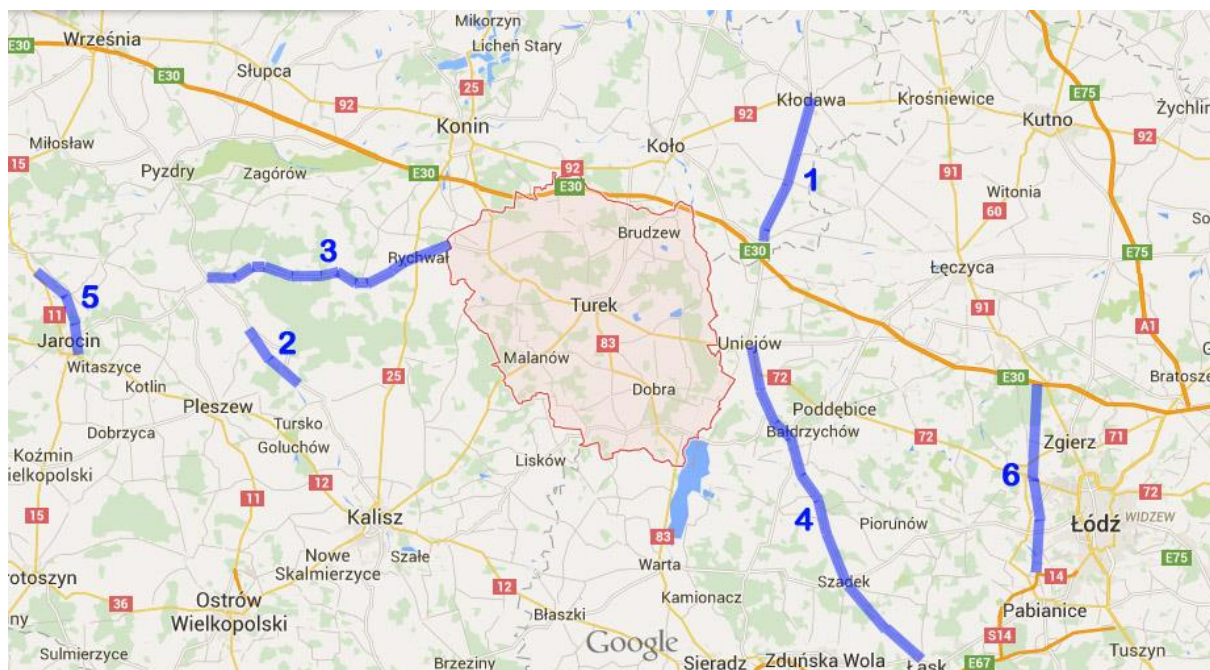 Mikorzyn
Września
Licheń Stary
E30
Słupca
E30
25
E75
92
Kłodawa
Krośniewice
Żychlin
92
92
Konin
Kutno
92
Miłosław
Koło
15
Pyzdry
Zagórów
E30
92
E30
91
1
Witonia
60
Brudzew
So
3
Rychwał
E30
E75
Łęczyca
5
11
Turek
91
A1
Jarocin
2
83
Uniejów
G
Witaszyce
Malanów
Kotlin
25
72
E30
Bratosze
Dobra
Pleszew
Poddębice
Tursko
Bałdrzychów
Dobrzyca
Goluchów
72
Zgierz
71
Koźmin
ielkopolski
Lisków
12
6
11
72
15
Kalisz
4
Piorunów
Łódź
WIDZEW
Nowe
Skalmierzyce
Szałe
83
E75
rotoszyn
Warta
14
12
Szadek
36
Ostrów
Wielkopolski
Kamionacz
Pabianice
Błaszki
ny
Google
S14
Sulmierzyce
Brzeziny
Sieradz
Zduńska Wola
Łask
E67
Tuszyn